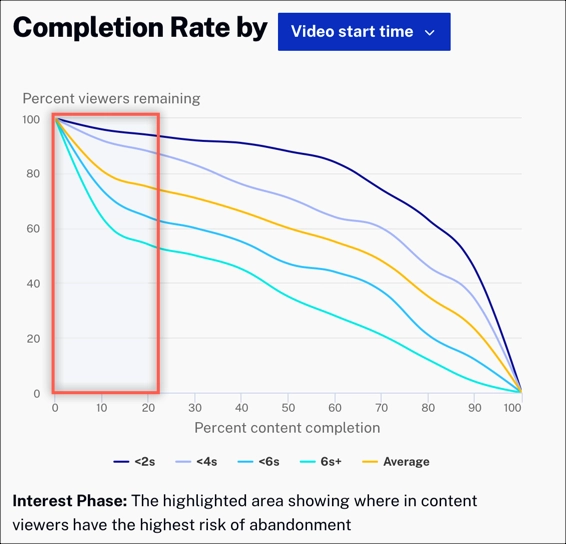 Completion Rate by Video start time
Percent viewers remaining
100
80
60
40
20
0
0 10 20 30 40 50 60 70 80 90 100
Percent content completion
<2s <4s <6s 6s+ Average
Interest Phase: The highlighted area showing where in content
viewers have the highest risk of abandonment